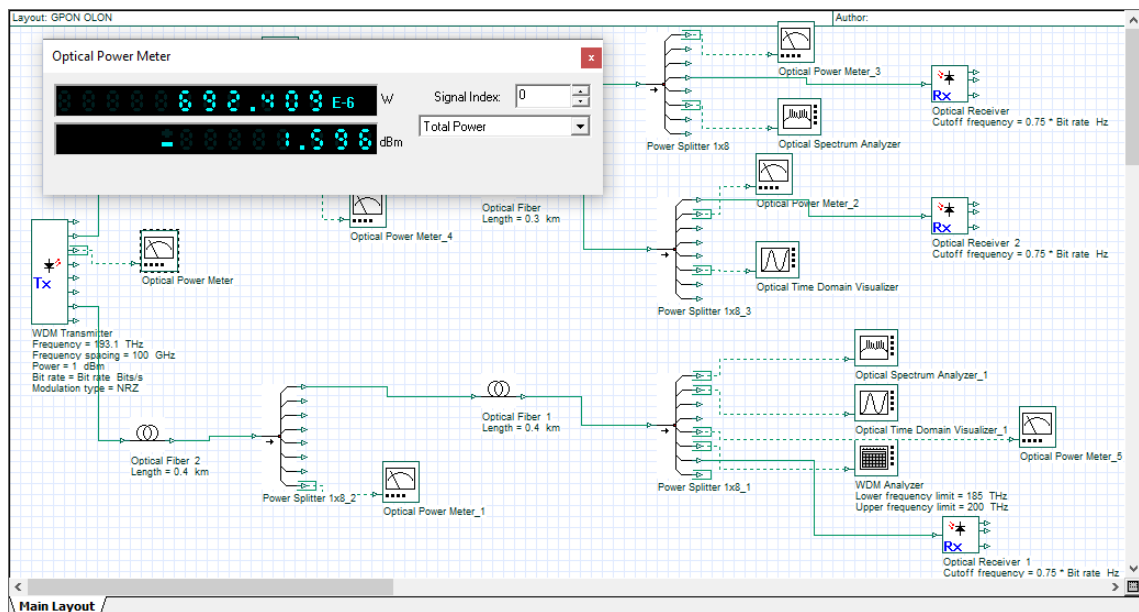 Layout: GPON OLON
Author:
Optical Power Meter
x
692.409 E-6 W
Signal Index: 0
-1.596 dBm
Total Power
Optical Power Meter_3
Rx
Optical Receiver
Cutoff frequency = 0.75 * Bit rate Hz
Power Splitter 1x8
Optical Spectrum Analyzer
Optical Power Meter_4
Optical Fiber
Length = 0.3 km
Optical Power Meter_2
Rx
Optical Receiver 2
Cutoff frequency = 0.75 * Bit rate Hz
Optical Time Domain Visualizer
Power Splitter 1x8_3
Optical Power Meter
Tx
WDM Transmitter
Frequency = 193.1 THz
Frequency spacing = 100 GHz
Power = 1 dBm
Bit rate = Bit rate Bits/s
Modulation type = NRZ
Optical Spectrum Analyzer_1
Optical Fiber 1
Length = 0.4 km
Optical Time Domain Visualizer_1
Optical Power Meter_5
Optical Fiber 2
Length = 0.4 km
Power Splitter 1x8_2
Optical Power Meter_1
Power Splitter 1x8_1
WDM Analyzer
Lower frequency limit = 185 THz
Upper frequency limit = 200 THz
Rx
Optical Receiver 1
Cutoff frequency = 0.75 * Bit rate Hz
Main Layout